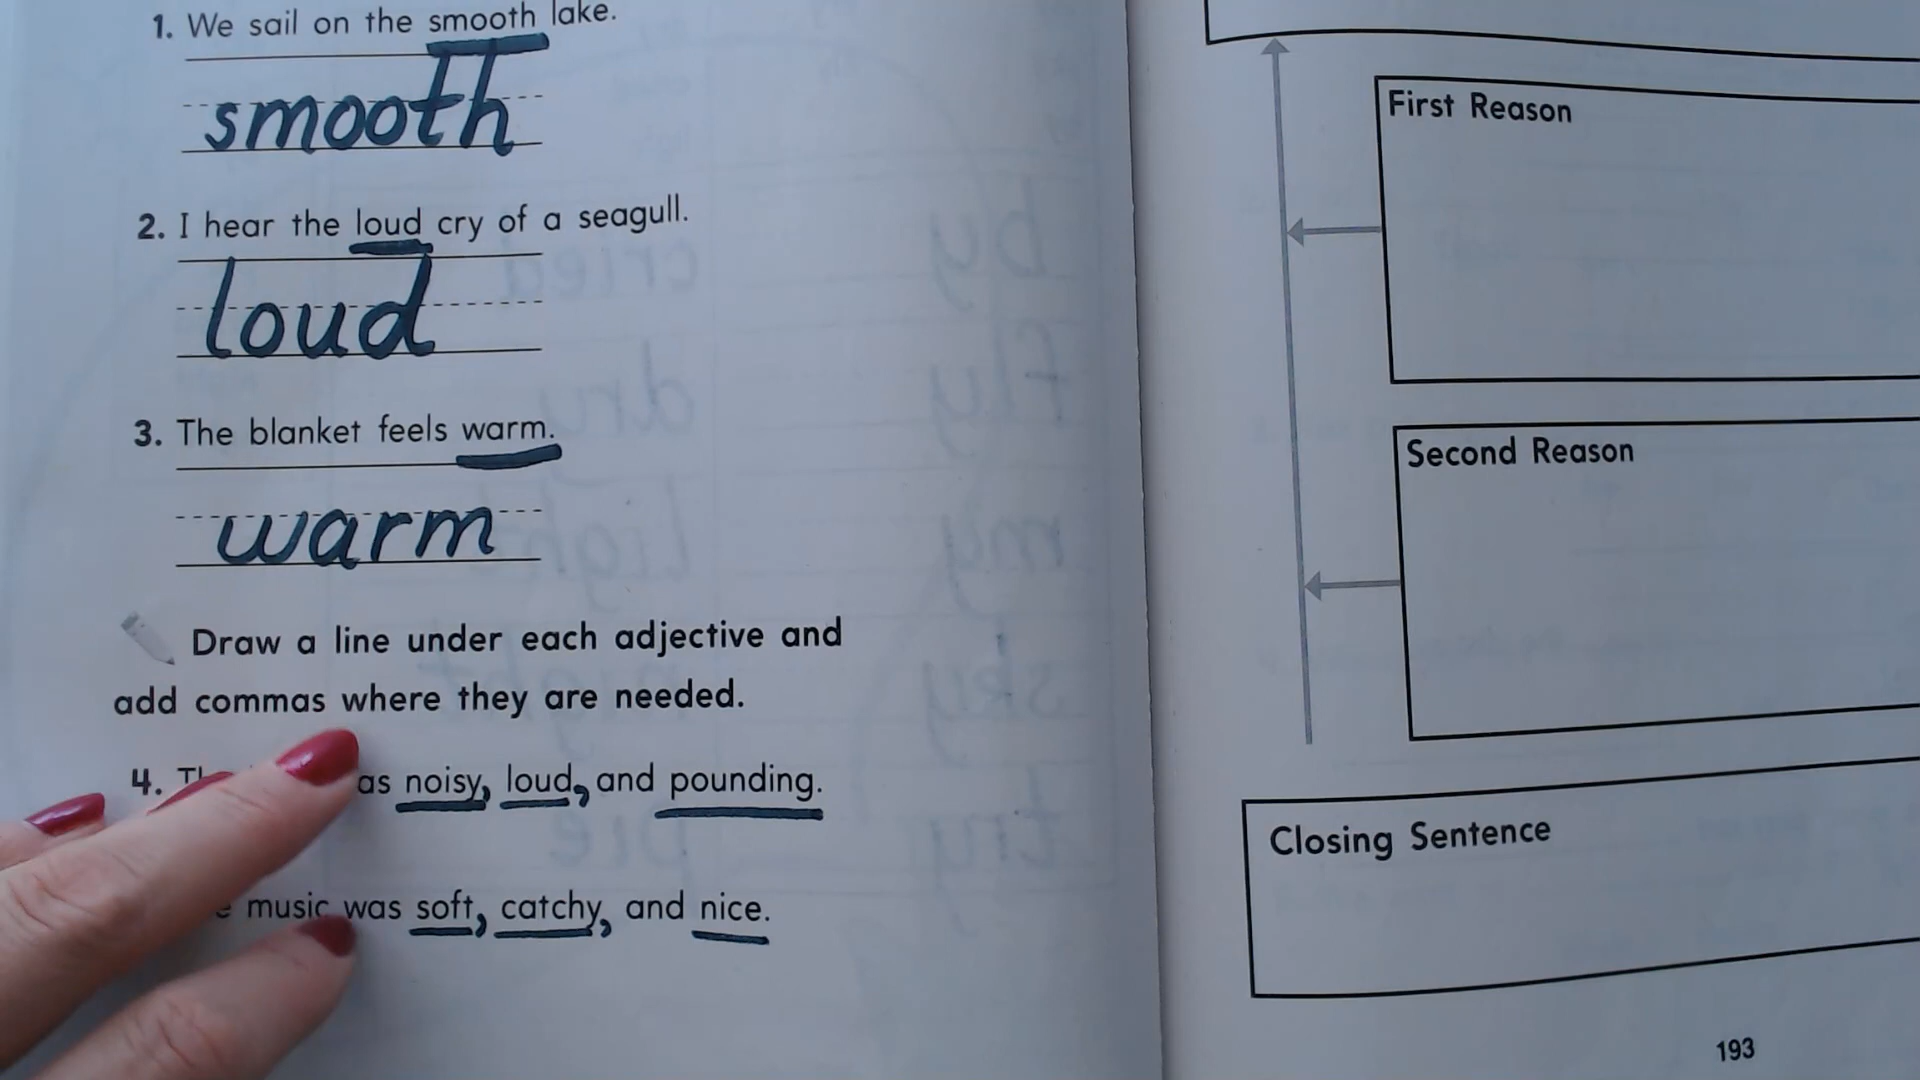 1. We sail on the smooth lake.
smooth
2. I hear the loud cry of a seagull.
loud
3. The blanket feels warm.
warm
Draw a line under each adjective and
add commas where they are needed.
4. as noisy, loud, and pounding.
music was soft, catchy, and nice.
First Reason
Second Reason
Closing Sentence
193